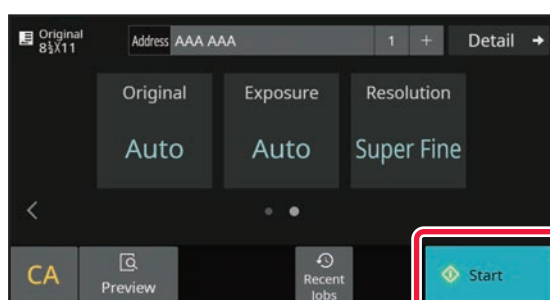 Original
8½X11
Address AAA AAA 1 + Detail
Original Exposure Resolution
Auto Auto Super Fine
CA Preview Recent Jobs Start